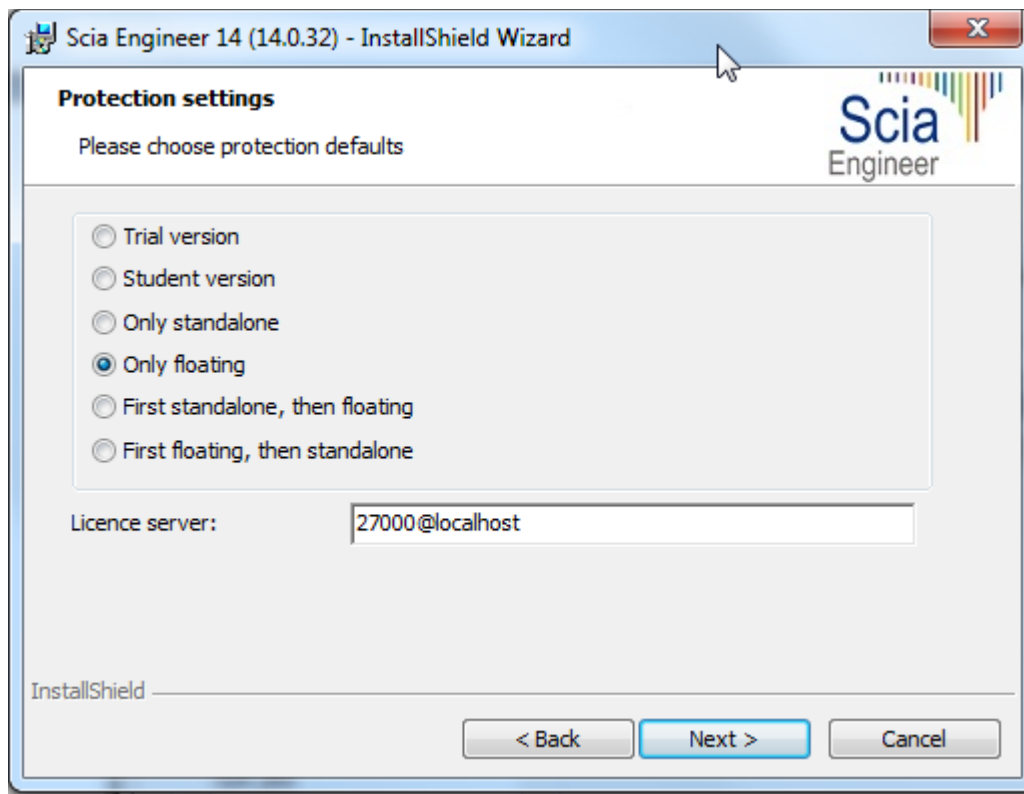 Scia Engineer 14 (14.0.32) - InstallShield Wizard
Protection settings
Please choose protection defaults
Scia
Engineer
Trial version
Student version
Only standalone
Only floating
First standalone, then floating
First floating, then standalone
Licence server: 27000@localhost
InstallShield
< Back Next > Cancel